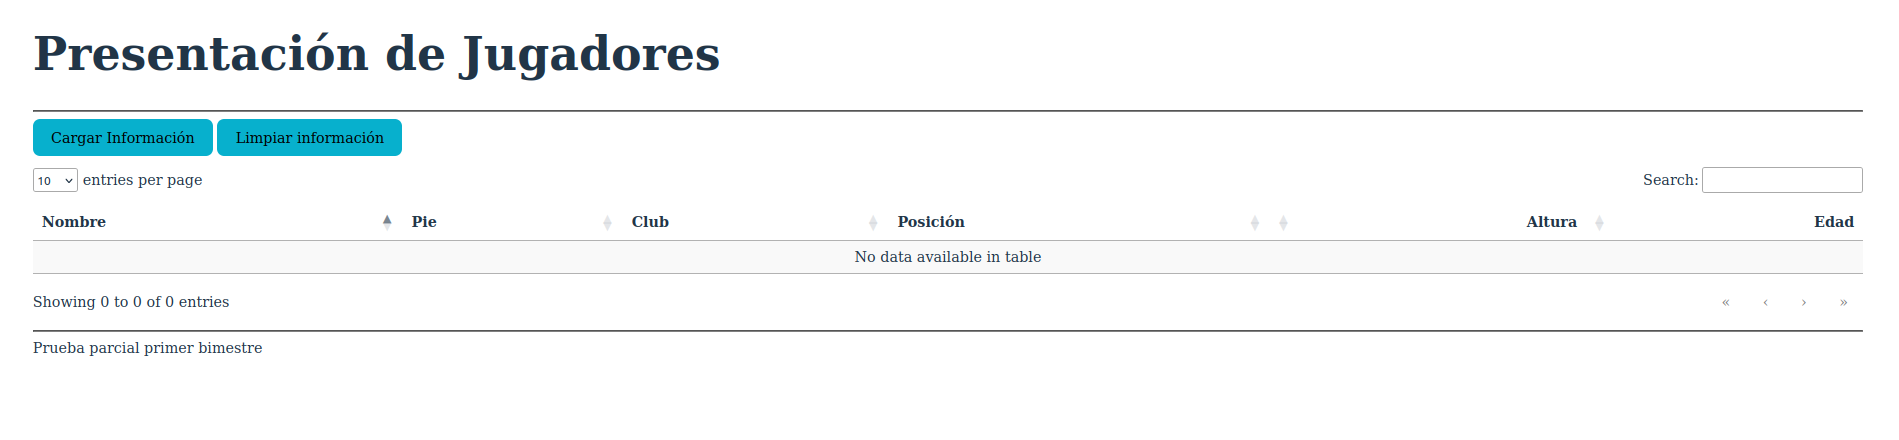 Presentación de Jugadores
Cargar Información Limpiar información
10 entries per page Search:
Nombre Pie Club Posición Altura Edad
No data available in table
Showing 0 to 0 of 0 entries « ‹ › »
Prueba parcial primer bimestre